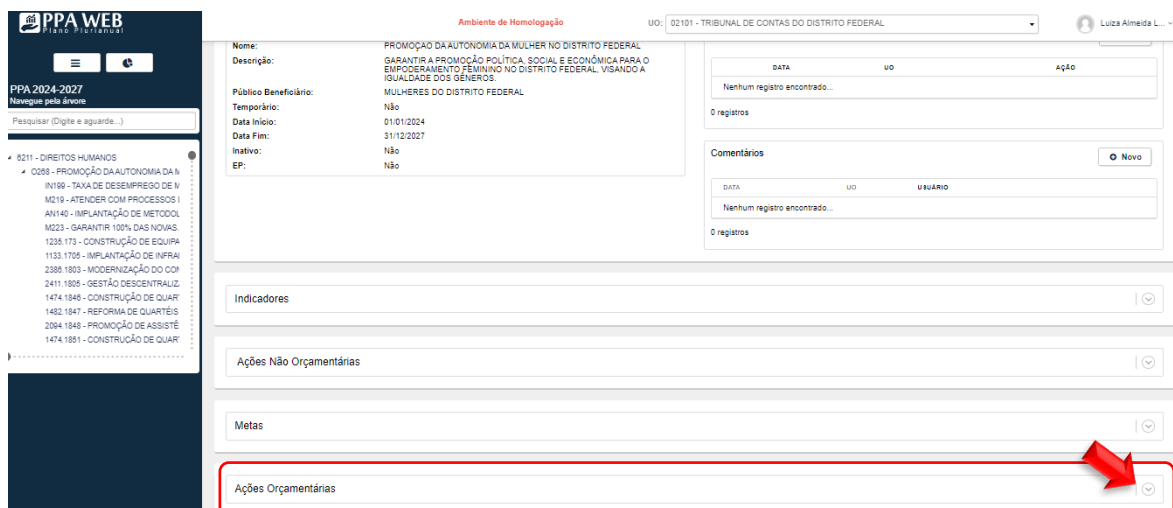 PPA WEB
Plano Plurianual
Ambiente de Homologação
UO: 02101 - TRIBUNAL DE CONTAS DO DISTRITO FEDERAL
Luiza Almeida L...
PPA 2024-2027
Navegue pela árvore
Pesquisar (Digite e aguarde...)
6211 - DIREITOS HUMANOS
O268 - PROMOÇÃO DA AUTONOMIA DA M
IN199 - TAXA DE DESEMPREGO DE M
M219 - ATENDER COM PROCESSOS I
AN140 - IMPLANTAÇÃO DE METODOL
M223 - GARANTIR 100% DAS NOVAS.
1235.173 - CONSTRUÇÃO DE EQUIPA
1133.1705 - IMPLANTAÇÃO DE INFRAI
2386.1803 - MODERNIZAÇÃO DO CON
2411.1805 - GESTÃO DESCENTRALIZ.
1474.1846 - CONSTRUÇÃO DE QUAR
1482.1847 - REFORMA DE QUARTÉIS
2094.1848 - PROMOÇÃO DE ASSISTÊ
1474.1851 - CONSTRUÇÃO DE QUAR
Nome: PROMOÇÃO DA AUTONOMIA DA MULHER NO DISTRITO FEDERAL
Descrição: GARANTIR A PROMOÇÃO POLÍTICA, SOCIAL E ECONÔMICA PARA O
EMPODERAMENTO FEMININO NO DISTRITO FEDERAL, VISANDO A
IGUALDADE DOS GÊNEROS.
Público Beneficiário: MULHERES DO DISTRITO FEDERAL
Temporário: Não
Data Início: 01/01/2024
Data Fim: 31/12/2027
Inativo: Não
EP: Não
DATA UO AÇÃO
Nenhum registro encontrado...
0 registros
Comentários
Novo
DATA UO USUÁRIO
Nenhum registro encontrado...
0 registros
Indicadores
Ações Não Orçamentárias
Metas
Ações Orçamentárias